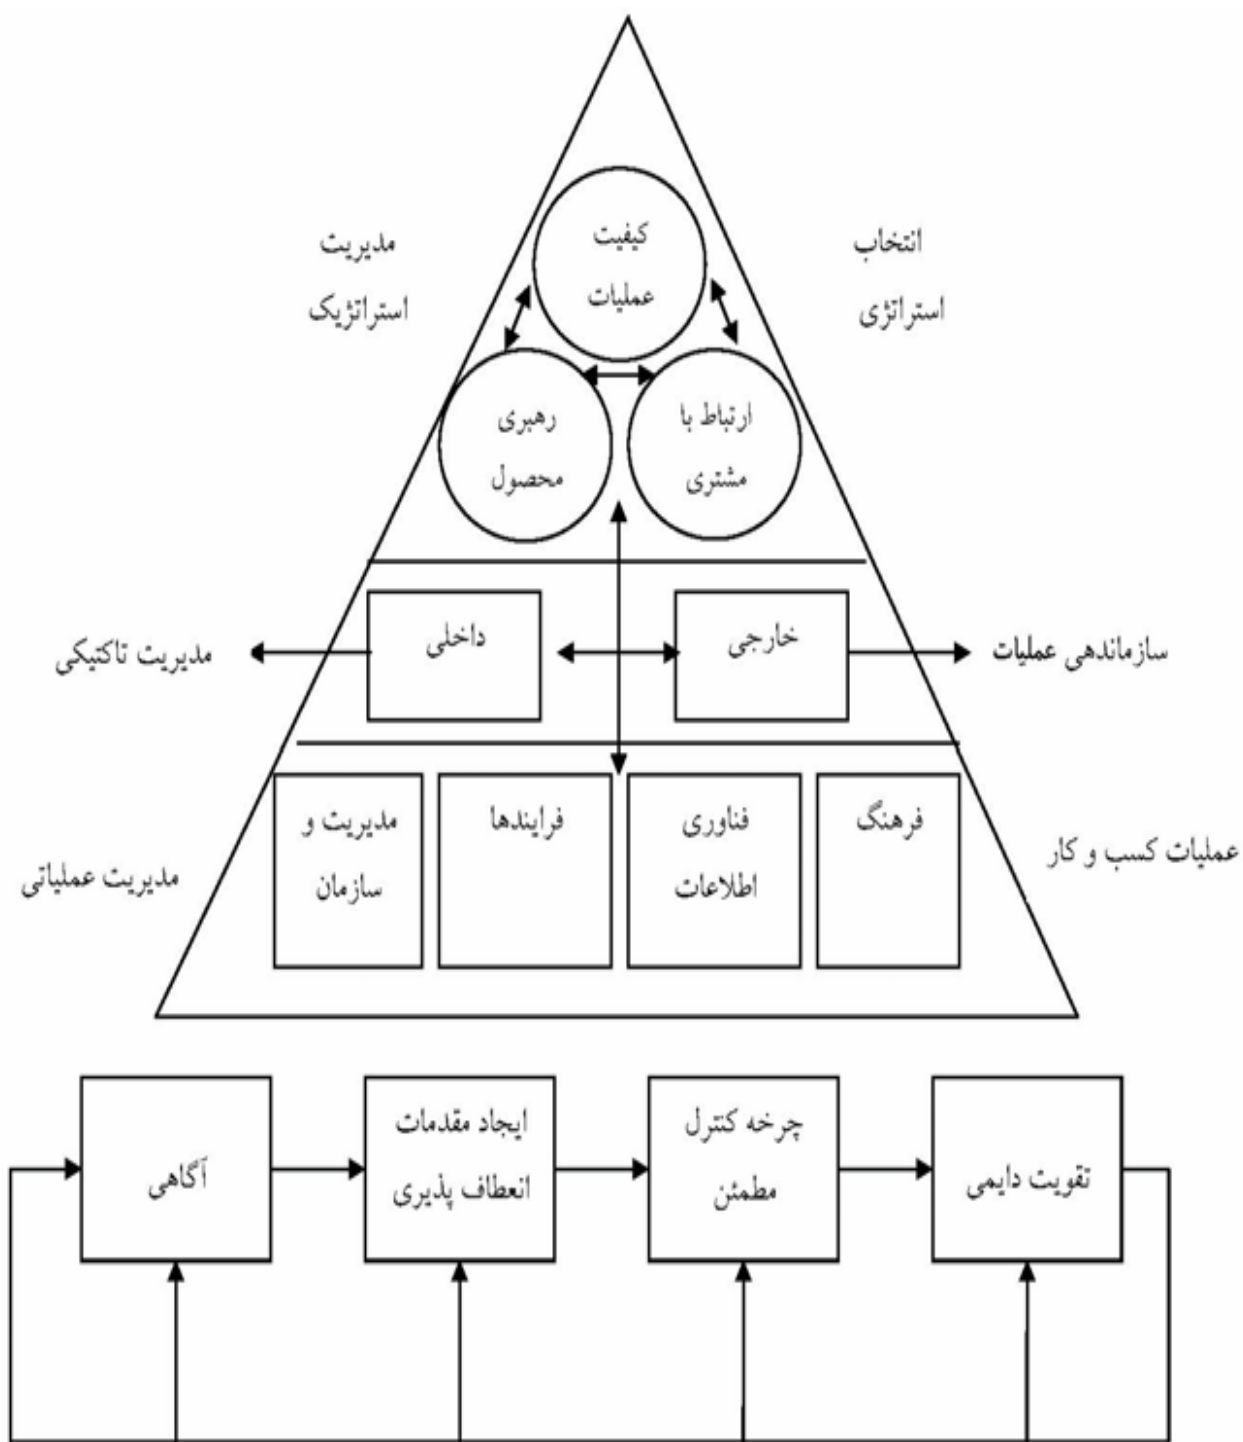 کیفیت
عملیات
انتخاب
استراتژی
مدیریت
استراتژیک
ارتباط با
مشتری
رهبری
محصول
سازماندهی عملیات
خارجی
داخلی
مدیریت تاکتیکی
عملیات کسب و کار
فرهنگ
فناوری
اطلاعات
فرایندها
مدیریت و
سازمان
مدیریت عملیاتی
آگاهی
ایجاد مقدمات
انعطاف پذیری
چرخه کنترل
مطمئن
تقویت دایمی